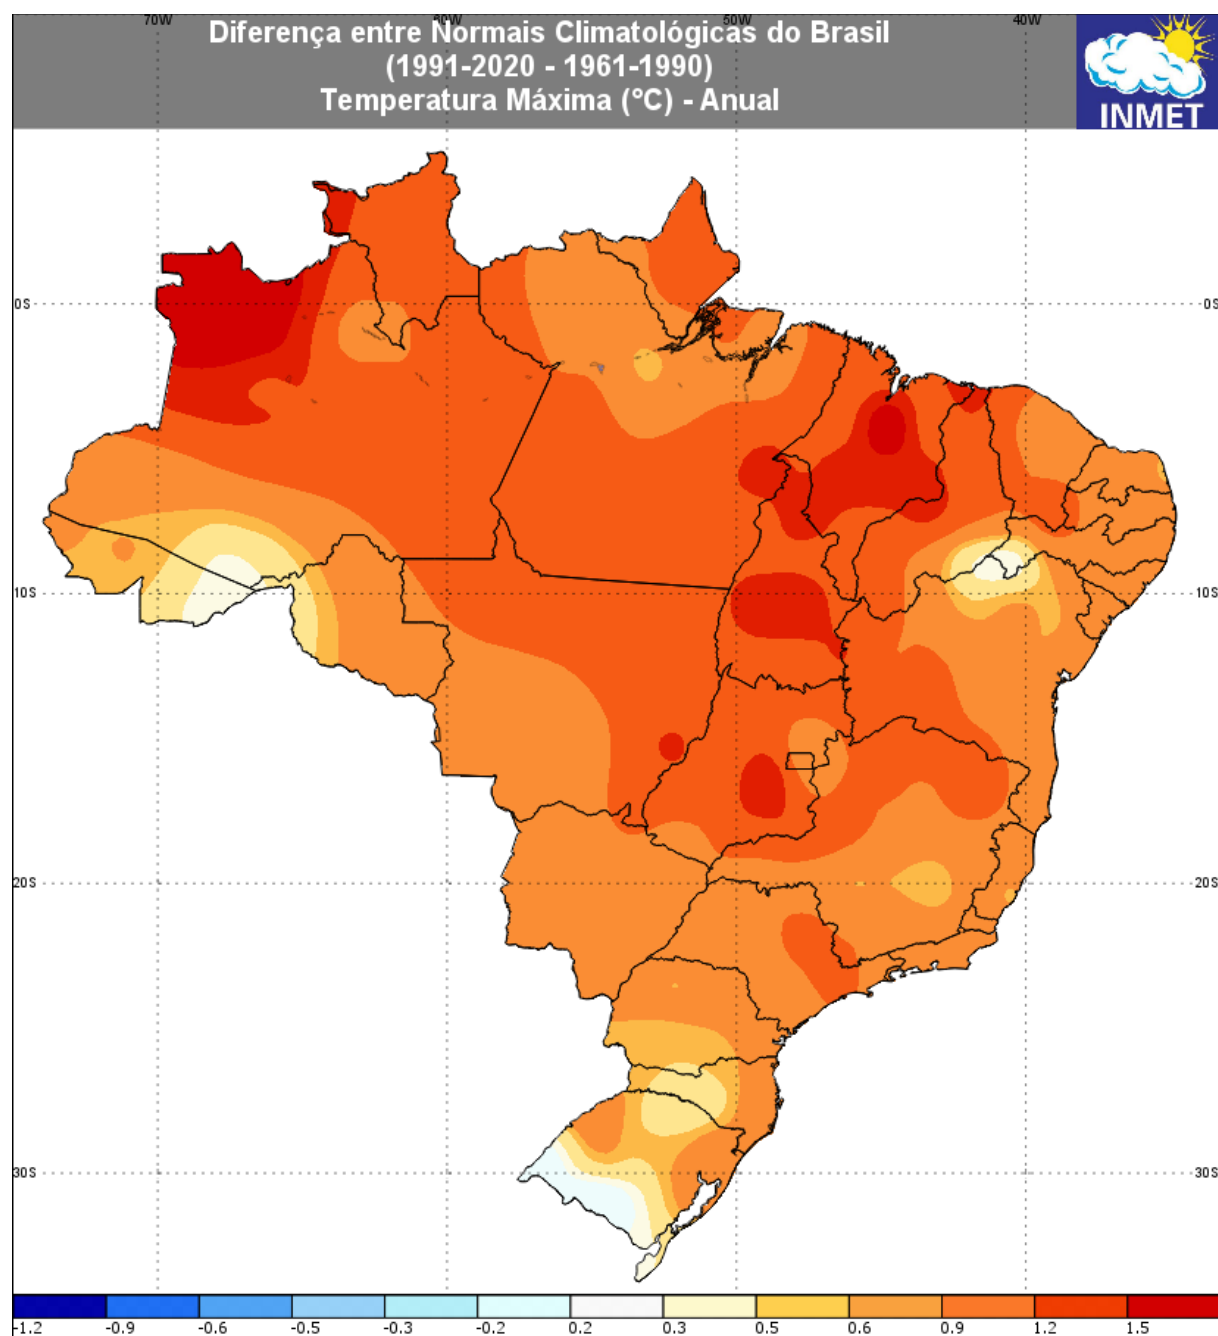 70W 60W 50W 40W
Diferença entre Normais Climatológicas do Brasil
(1991-2020 - 1961-1990)
Temperatura Máxima (°C) - Anual
INMET
0S 0S
10S 10S
20S 20S
30S 30S
-1.2 -0.9 -0.6 -0.5 -0.3 -0.2 0.2 0.3 0.5 0.6 0.9 1.2 1.5